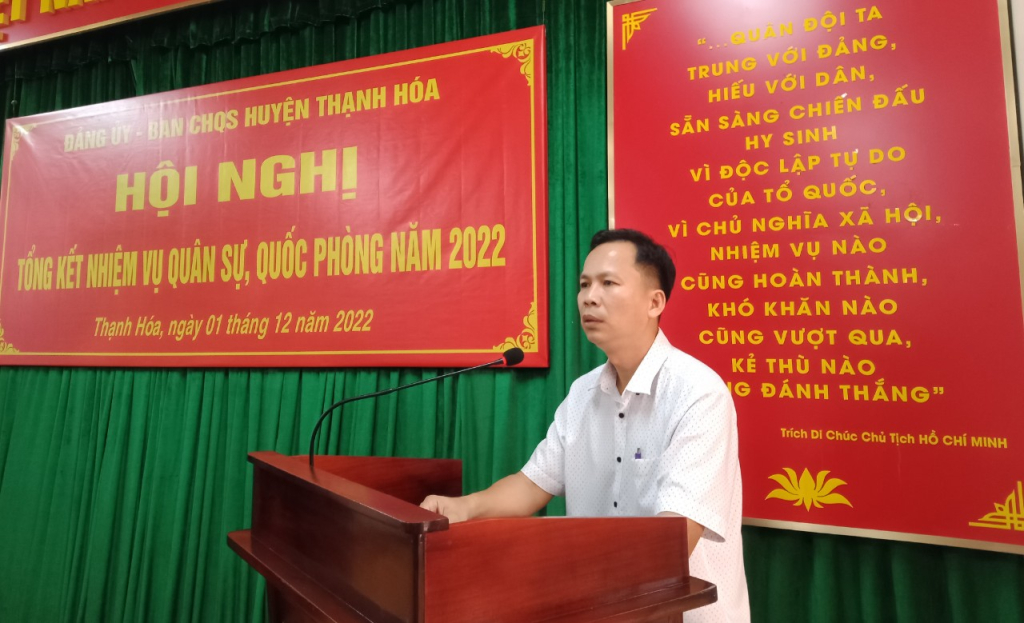 ĐẢNG ỦY - BAN CHQS HUYỆN THẠNH HÓA
HỘI NGHỊ
TỔNG KẾT NHIỆM VỤ QUÂN SỰ, QUỐC PHÒNG NĂM 2022
Thạnh Hóa, ngày 01 tháng 12 năm 2022
“...QUÂN ĐỘI TA
TRUNG VỚI ĐẢNG,
HIẾU VỚI DÂN,
SẴN SÀNG CHIẾN ĐẤU
HY SINH
VÌ ĐỘC LẬP TỰ DO
CỦA TỔ QUỐC,
VÌ CHỦ NGHĨA XÃ HỘI,
NHIỆM VỤ NÀO
CŨNG HOÀN THÀNH,
KHÓ KHĂN NÀO
CŨNG VƯỢT QUA,
KẺ THÙ NÀO
NG ĐÁNH THẮNG”
Trích Di Chúc Chủ Tịch HỒ CHÍ MINH